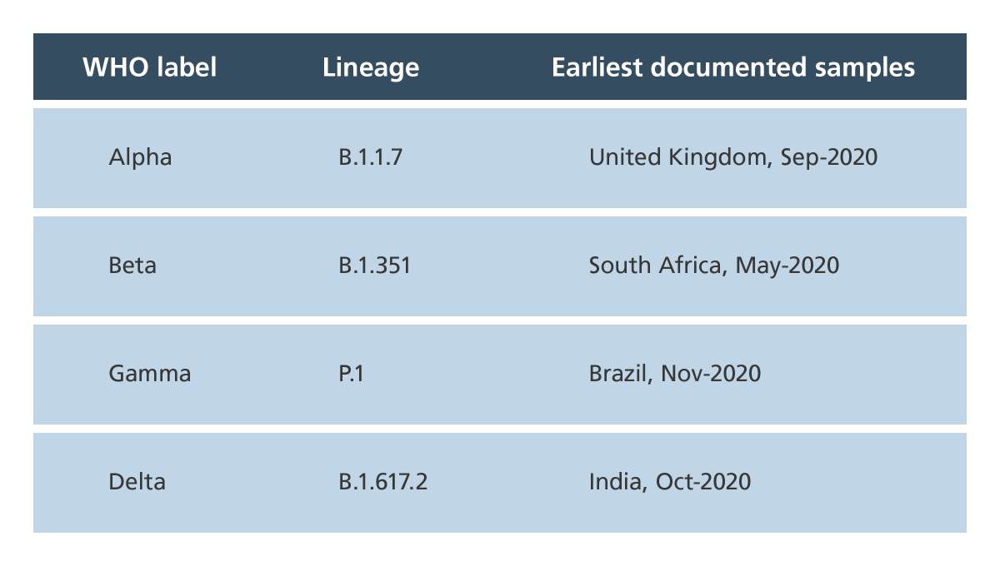 WHO label Lineage Earliest documented samples
Alpha B.1.1.7 United Kingdom, Sep-2020
Beta B.1.351 South Africa, May-2020
Gamma P.1 Brazil, Nov-2020
Delta B.1.617.2 India, Oct-2020